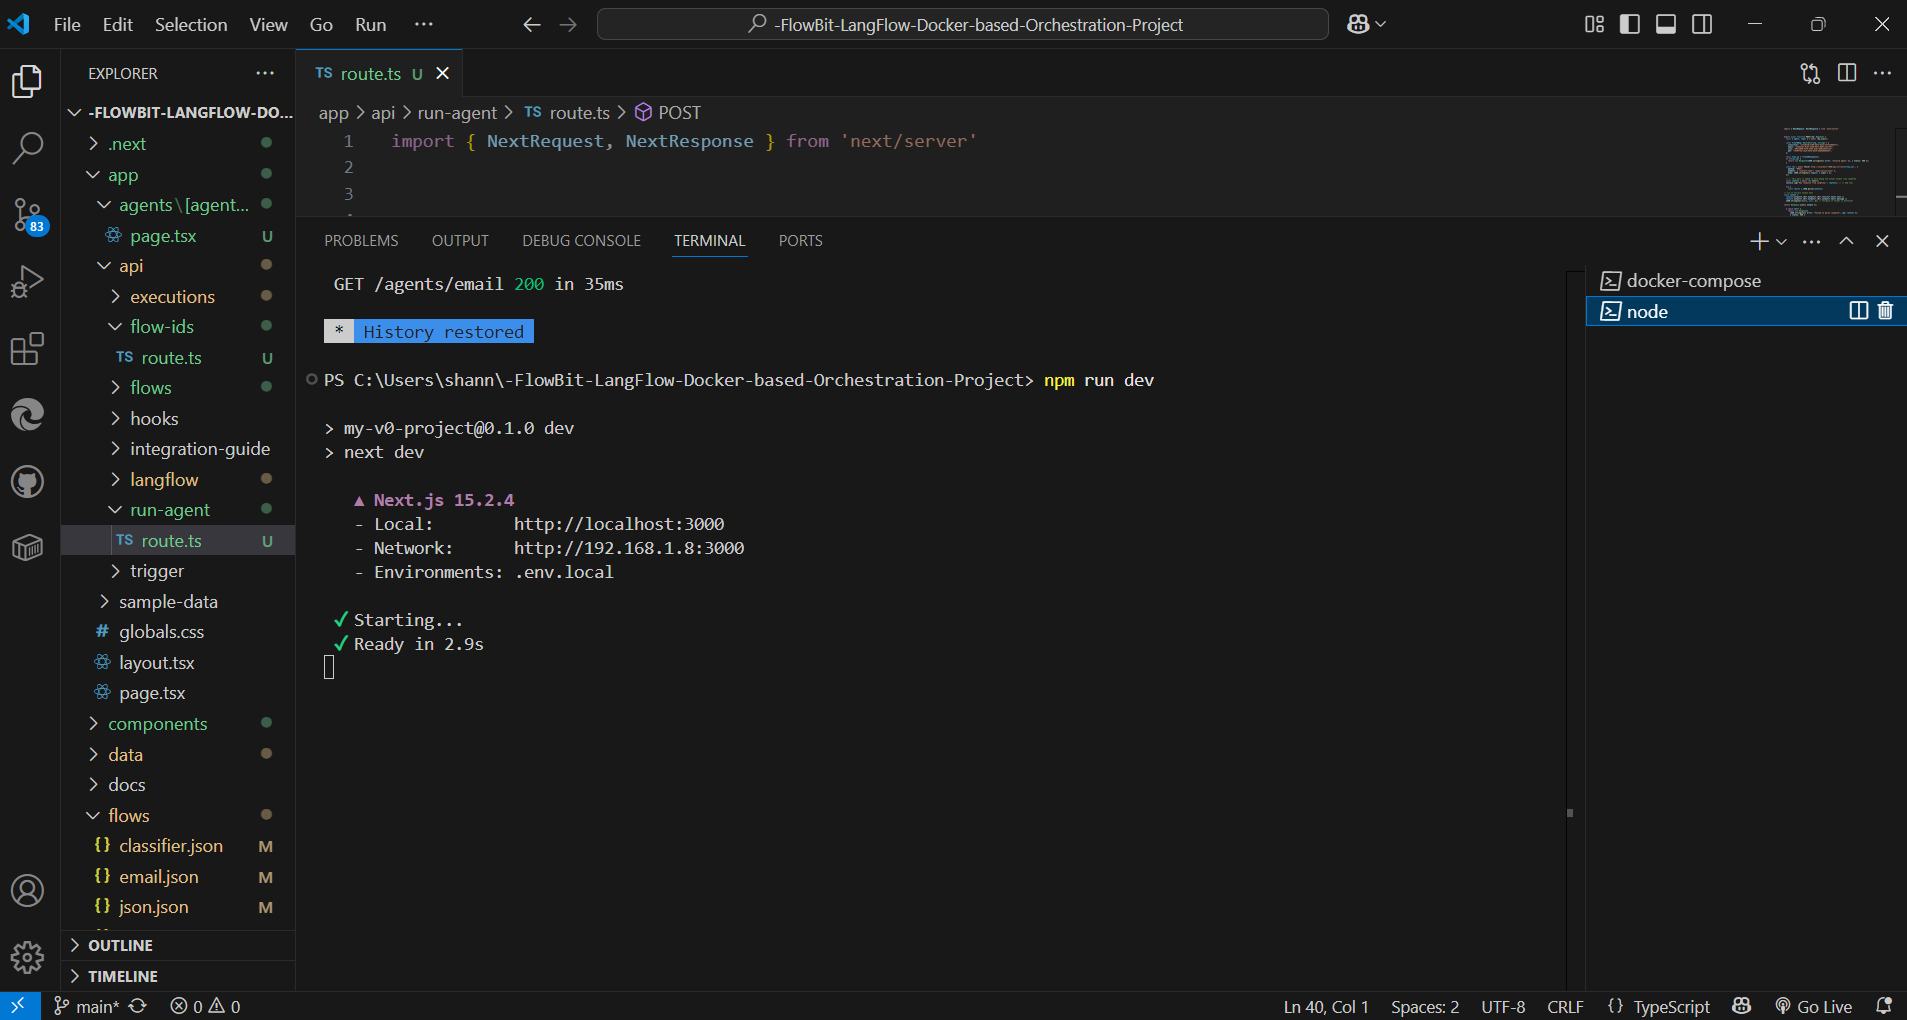 File Edit Selection View Go Run ···
-FlowBit-LangFlow-Docker-based-Orchestration-Project
EXPLORER
-FLOWBIT-LANGFLOW-DO...
.next
app
agents\[agent...
page.tsx U
api
executions
flow-ids
TS route.ts U
flows
hooks
integration-guide
langflow
run-agent
TS route.ts U
trigger
sample-data
# globals.css
layout.tsx
page.tsx
components
data
docs
flows
{} classifier.json M
{} email.json M
{} json.json M
OUTLINE
TIMELINE
83
TS route.ts U
app > api > run-agent > TS route.ts > POST
1 import { NextRequest, NextResponse } from 'next/server'
2
3
PROBLEMS OUTPUT DEBUG CONSOLE TERMINAL PORTS
GET /agents/email 200 in 35ms
* History restored
PS C:\Users\shann\-FlowBit-LangFlow-Docker-based-Orchestration-Project> npm run dev
> my-v0-project@0.1.0 dev
> next dev
▲ Next.js 15.2.4
- Local: http://localhost:3000
- Network: http://192.168.1.8:3000
- Environments: .env.local
✓ Starting...
✓ Ready in 2.9s
docker-compose
node
main* 0 0
Ln 40, Col 1 Spaces: 2 UTF-8 CRLF {} TypeScript Go Live